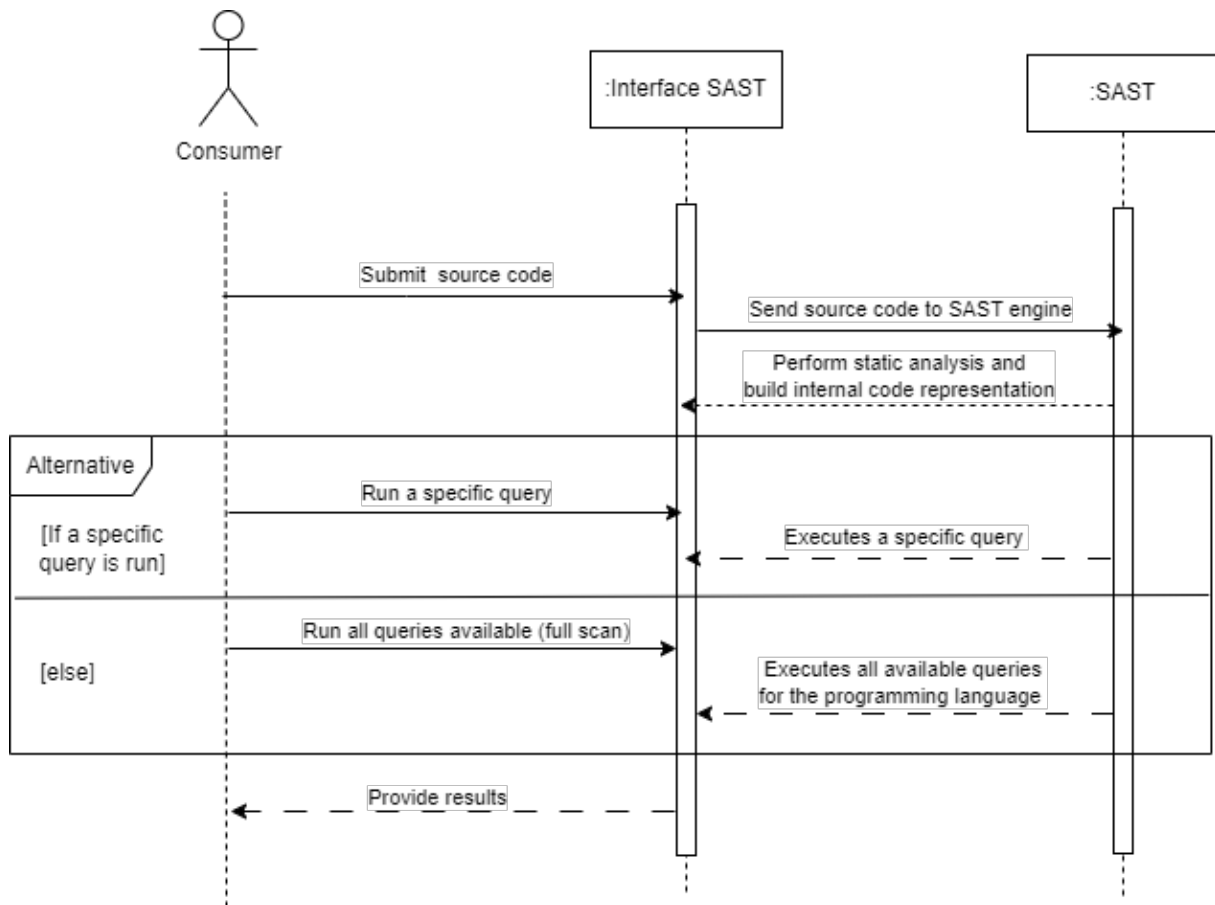 :Interface SAST
:SAST
Consumer
Submit source code
Send source code to SAST engine
Perform static analysis and
build internal code representation
Alternative
Run a specific query
[If a specific
query is run]
Executes a specific query
Run all queries available (full scan)
[else]
Executes all available queries
for the programming language
Provide results